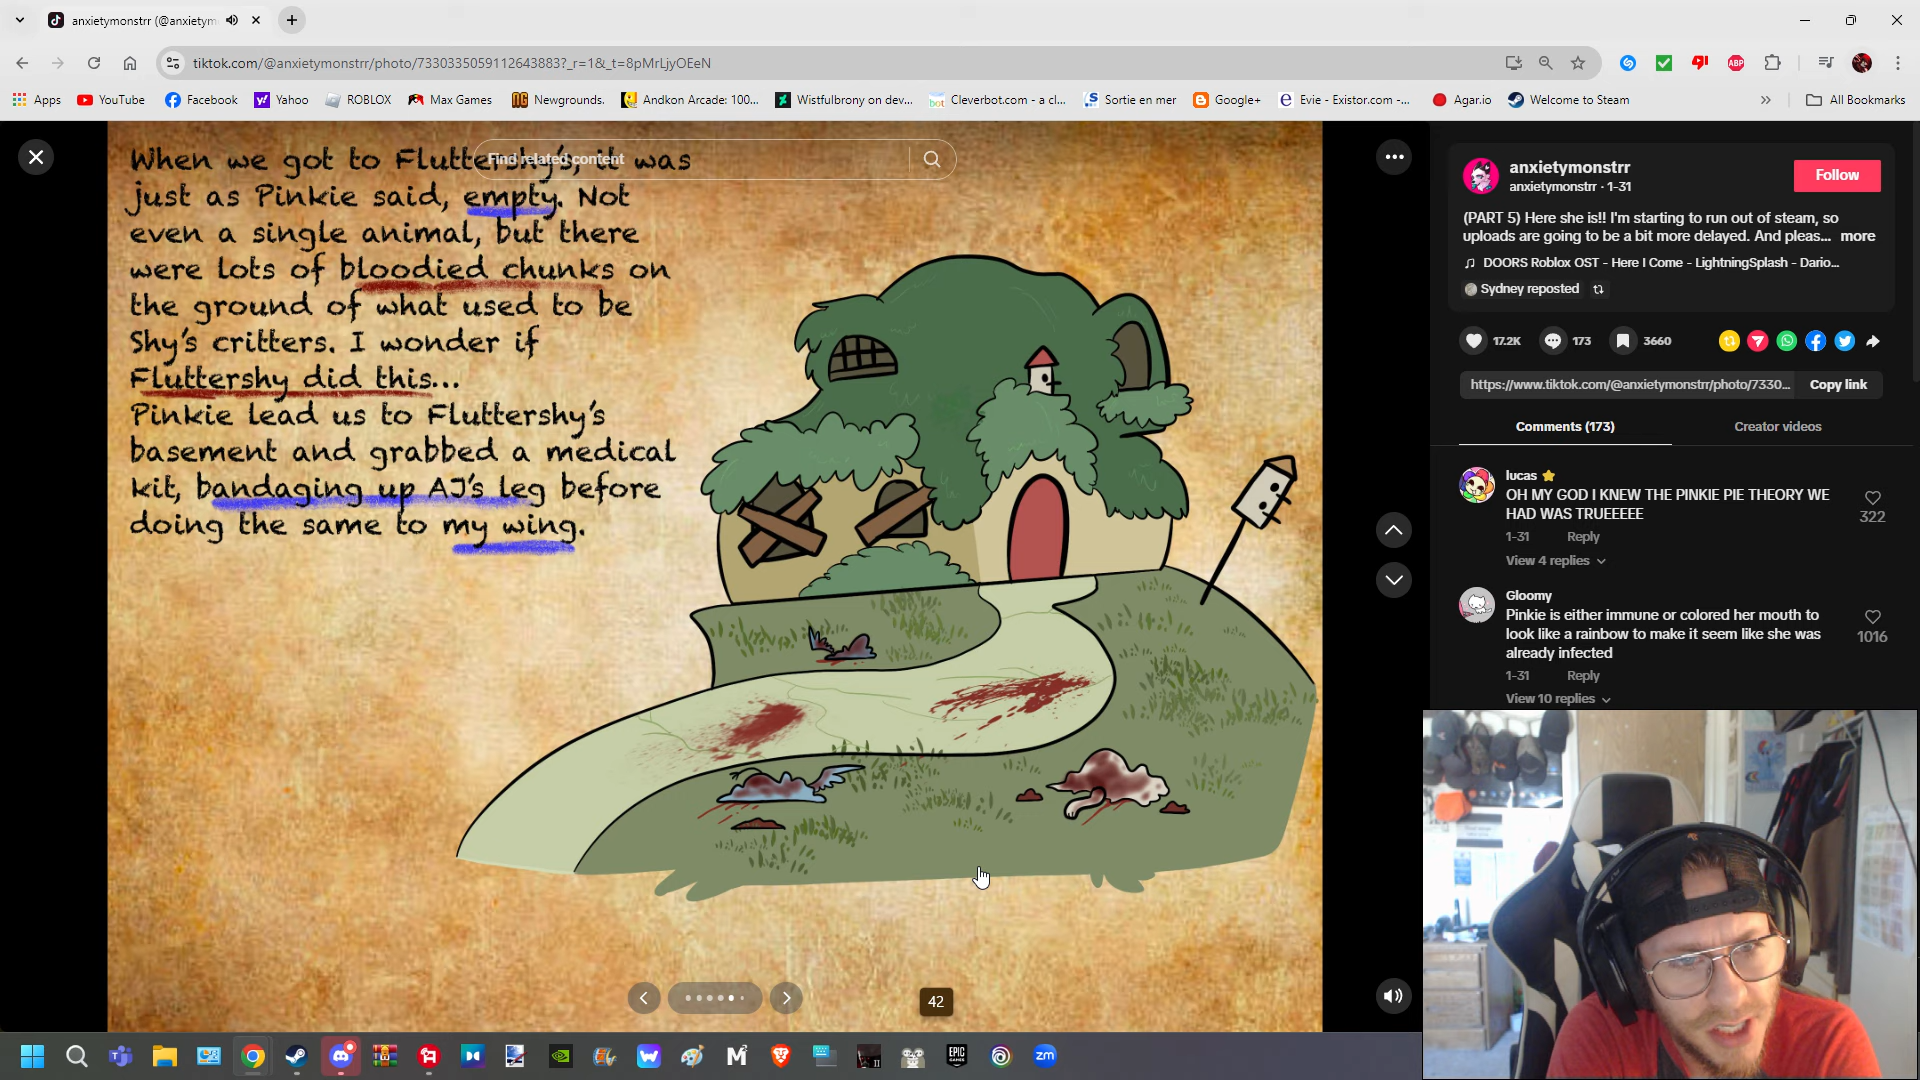 anxietymonstrr (@anxietym
tiktok.com/@anxietymonstrr/photo/7330335059112643883?_r=1&_t=8pMrLjyOEeN
Apps
YouTube
Facebook
Yahoo
ROBLOX
Max Games
Newgrounds.
Andkon Arcade: 100...
Wistfulbrony on dev...
Cleverbot.com - a cl...
Sortie en mer
Google+
Evie - Existor.com -...
Agar.io
Welcome to Steam
»
All Bookmarks
Find related content
When we got to Fluttershy's, it was
just as Pinkie said, empty. Not
even a single animal, but there
were lots of bloodied chunks on
the ground of what used to be
Shy's critters. I wonder if
Fluttershy did this...
Pinkie lead us to Fluttershy's
basement and grabbed a medical
kit, bandaging up AJ's leg before
doing the same to my wing.
42
anxietymonstrr
anxietymonstrr · 1-31
Follow
(PART 5) Here she is!! I'm starting to run out of steam, so
uploads are going to be a bit more delayed. And pleas... more
DOORS Roblox OST - Here I Come - LightningSplash - Dario...
Sydney reposted
17.2K
173
3660
https://www.tiktok.com/@anxietymonstrr/photo/7330...
Copy link
Comments (173)
Creator videos
lucas
OH MY GOD I KNEW THE PINKIE PIE THEORY WE
HAD WAS TRUEEEEE
322
1-31
Reply
View 4 replies
Gloomy
Pinkie is either immune or colored her mouth to
look like a rainbow to make it seem like she was
already infected
1016
1-31
Reply
View 10 replies
ABP
EPIC
GAMES
zm